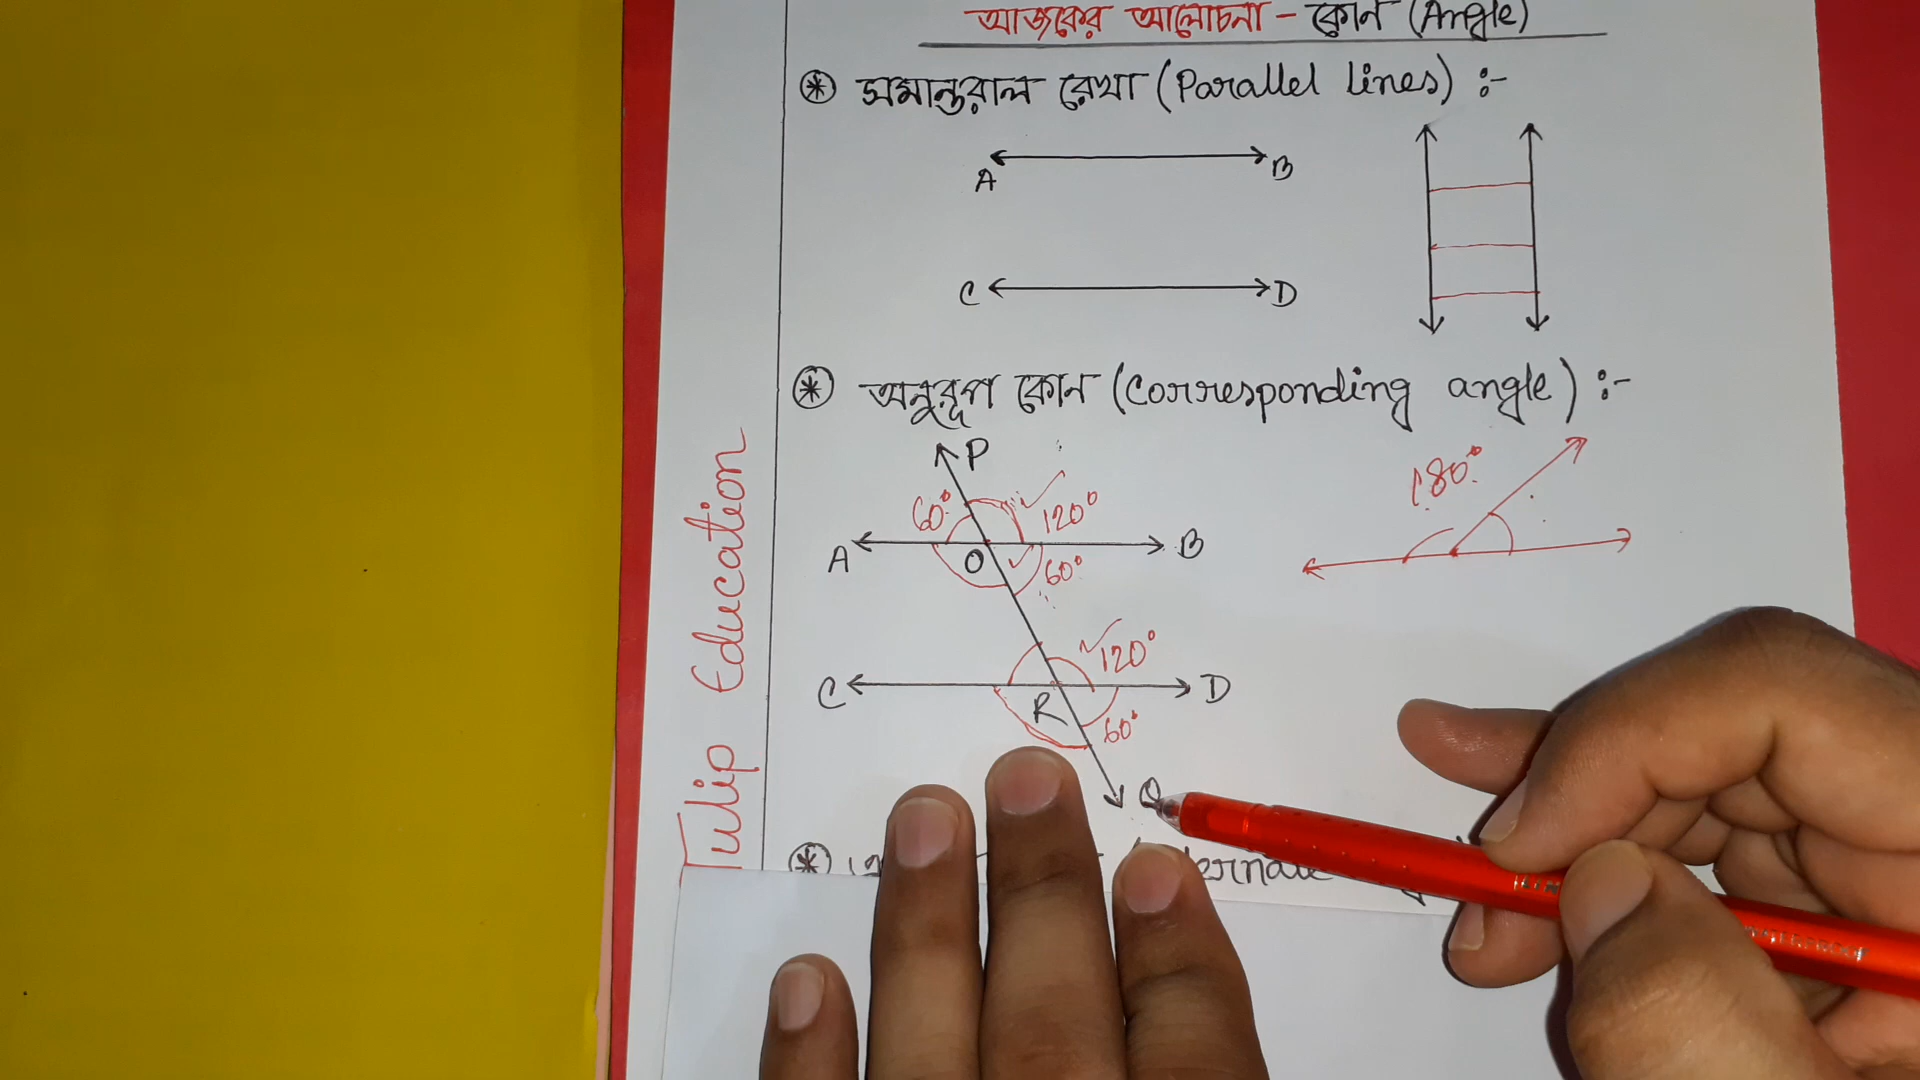 আজকের আলোচনা - কোন (Angle)
সমান্তরাল রেখা (Parallel lines) :-
A B
C D
অনুরূপ কোন (Corresponding angle) :-
P
180°
60° 120°
A O 60° B
120°
C R D
60°
Q
Tulip Education